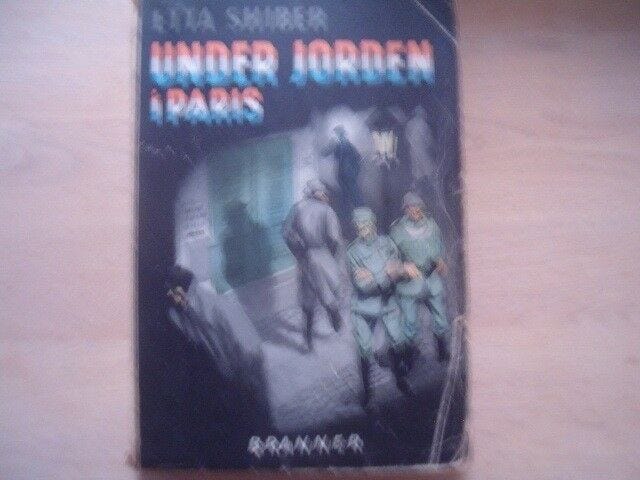 ETTA SHIBER
UNDER JORDEN
i PARIS
BRANNER